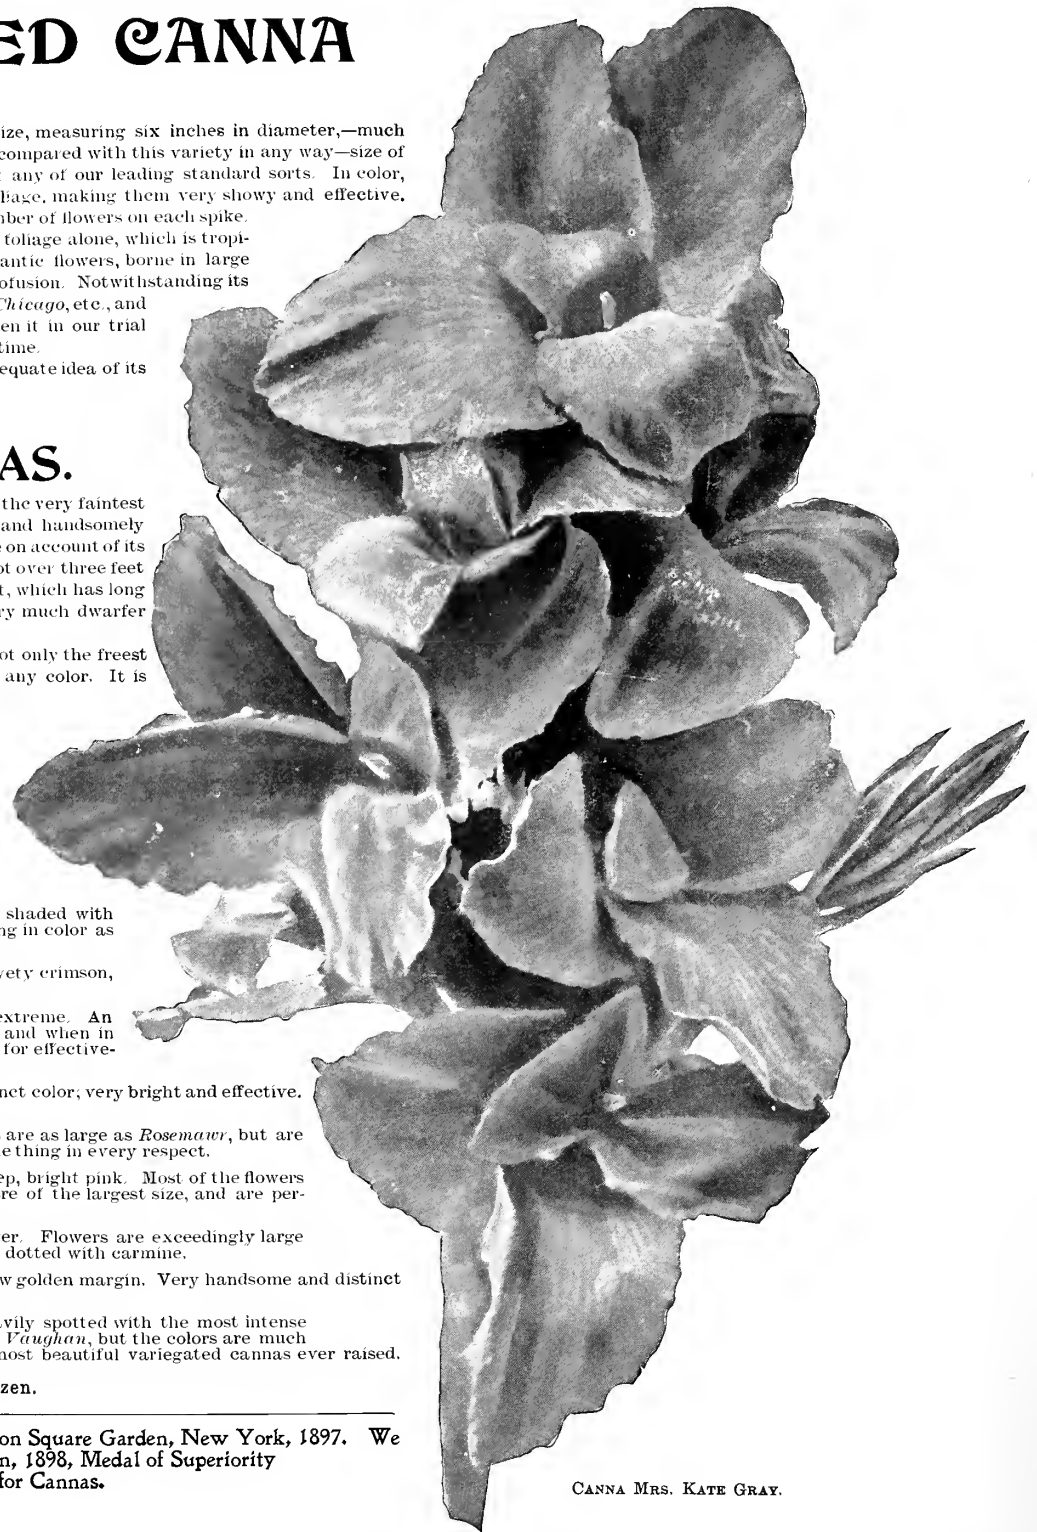 ED CANNA
ize, measuring six inches in diameter,—much
compared with this variety in any way—size of
any of our leading standard sorts. In color,
liage, making them very showy and effective.
ber of flowers on each spike.
foliage alone, which is tropi-
antic flowers, borne in large
ofusion. Notwithstanding its
Chicago, etc., and
en it in our trial
time.
equate idea of its
AS.
the very faintest
and handsomely
on account of its
ot over three feet
t, which has long
ry much dwarfer
ot only the freest
any color. It is
shaded with
ng in color as
vety crimson,
extreme. An
and when in
for effective-
nct color; very bright and effective.
are as large as Rosemawr, but are
e thing in every respect.
ep, bright pink. Most of the flowers
re of the largest size, and are per-
er. Flowers are exceedingly large
dotted with carmine.
w golden margin. Very handsome and distinct
vily spotted with the most intense
Vaughan, but the colors are much
most beautiful variegated cannas ever raised.
zen.
on Square Garden, New York, 1897. We
n, 1898, Medal of Superiority
for Cannas.
CANNA MRS. KATE GRAY.